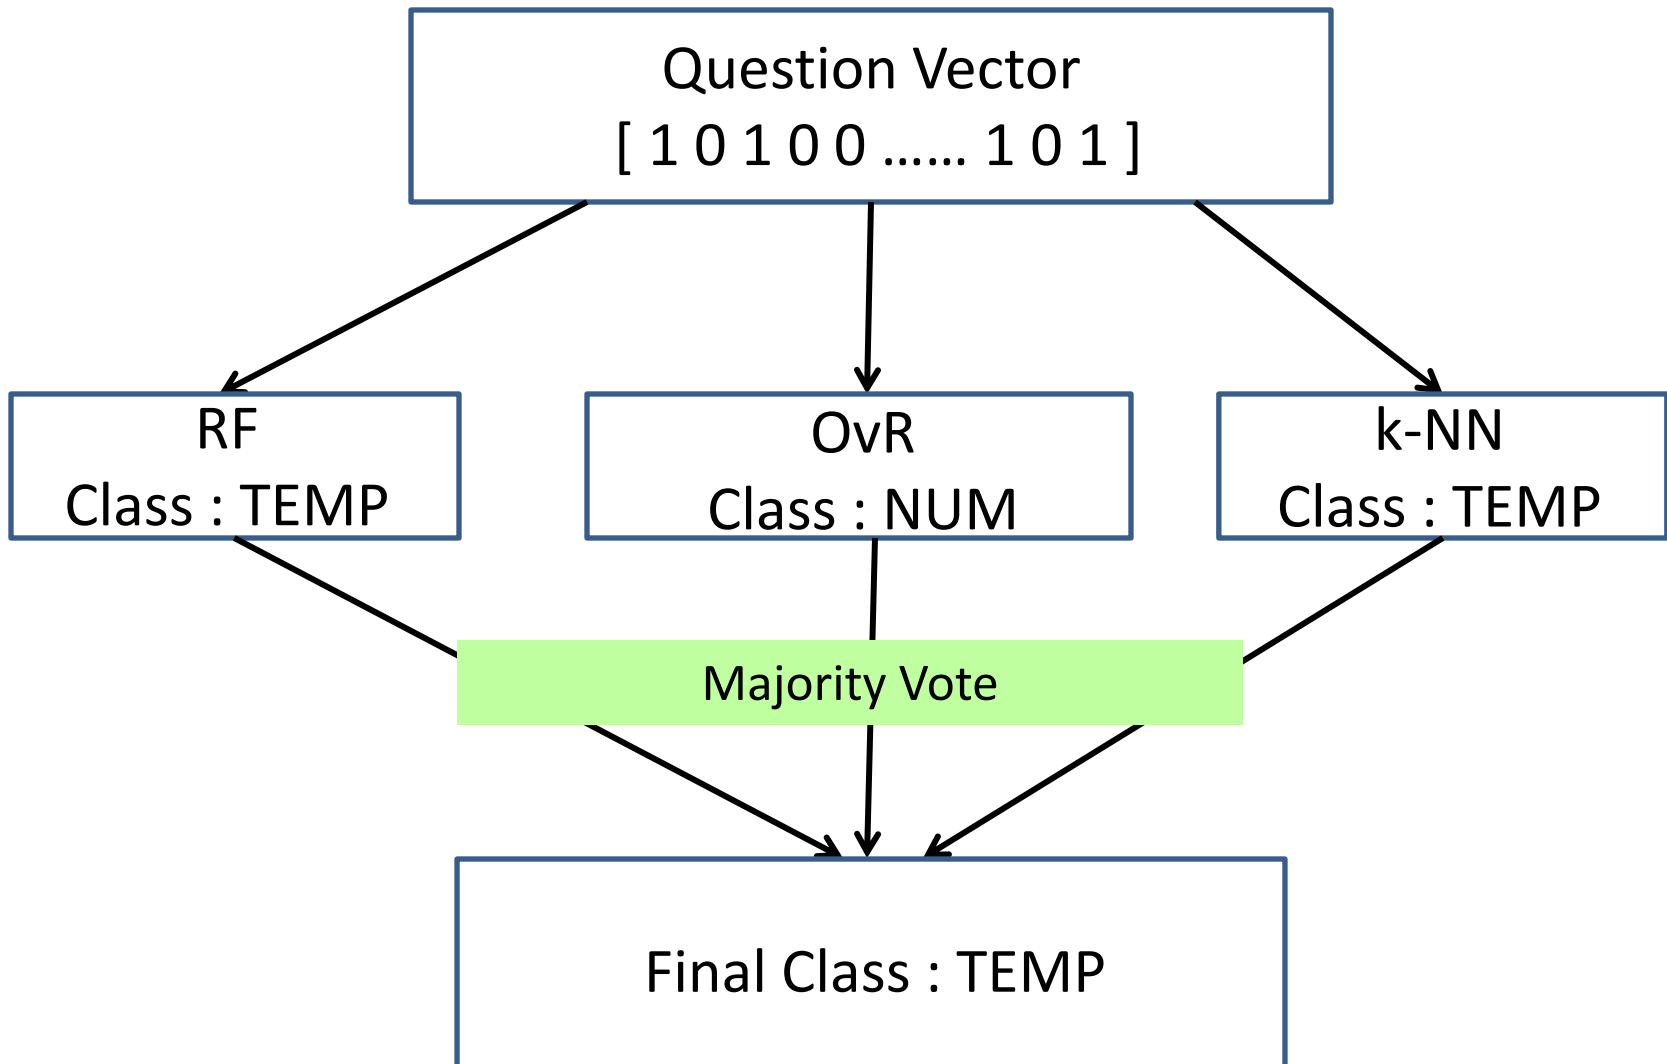 Question Vector
[ 1 0 1 0 0 …… 1 0 1 ]
RF
Class : TEMP
OvR
Class : NUM
k-NN
Class : TEMP
Majority Vote
Final Class : TEMP